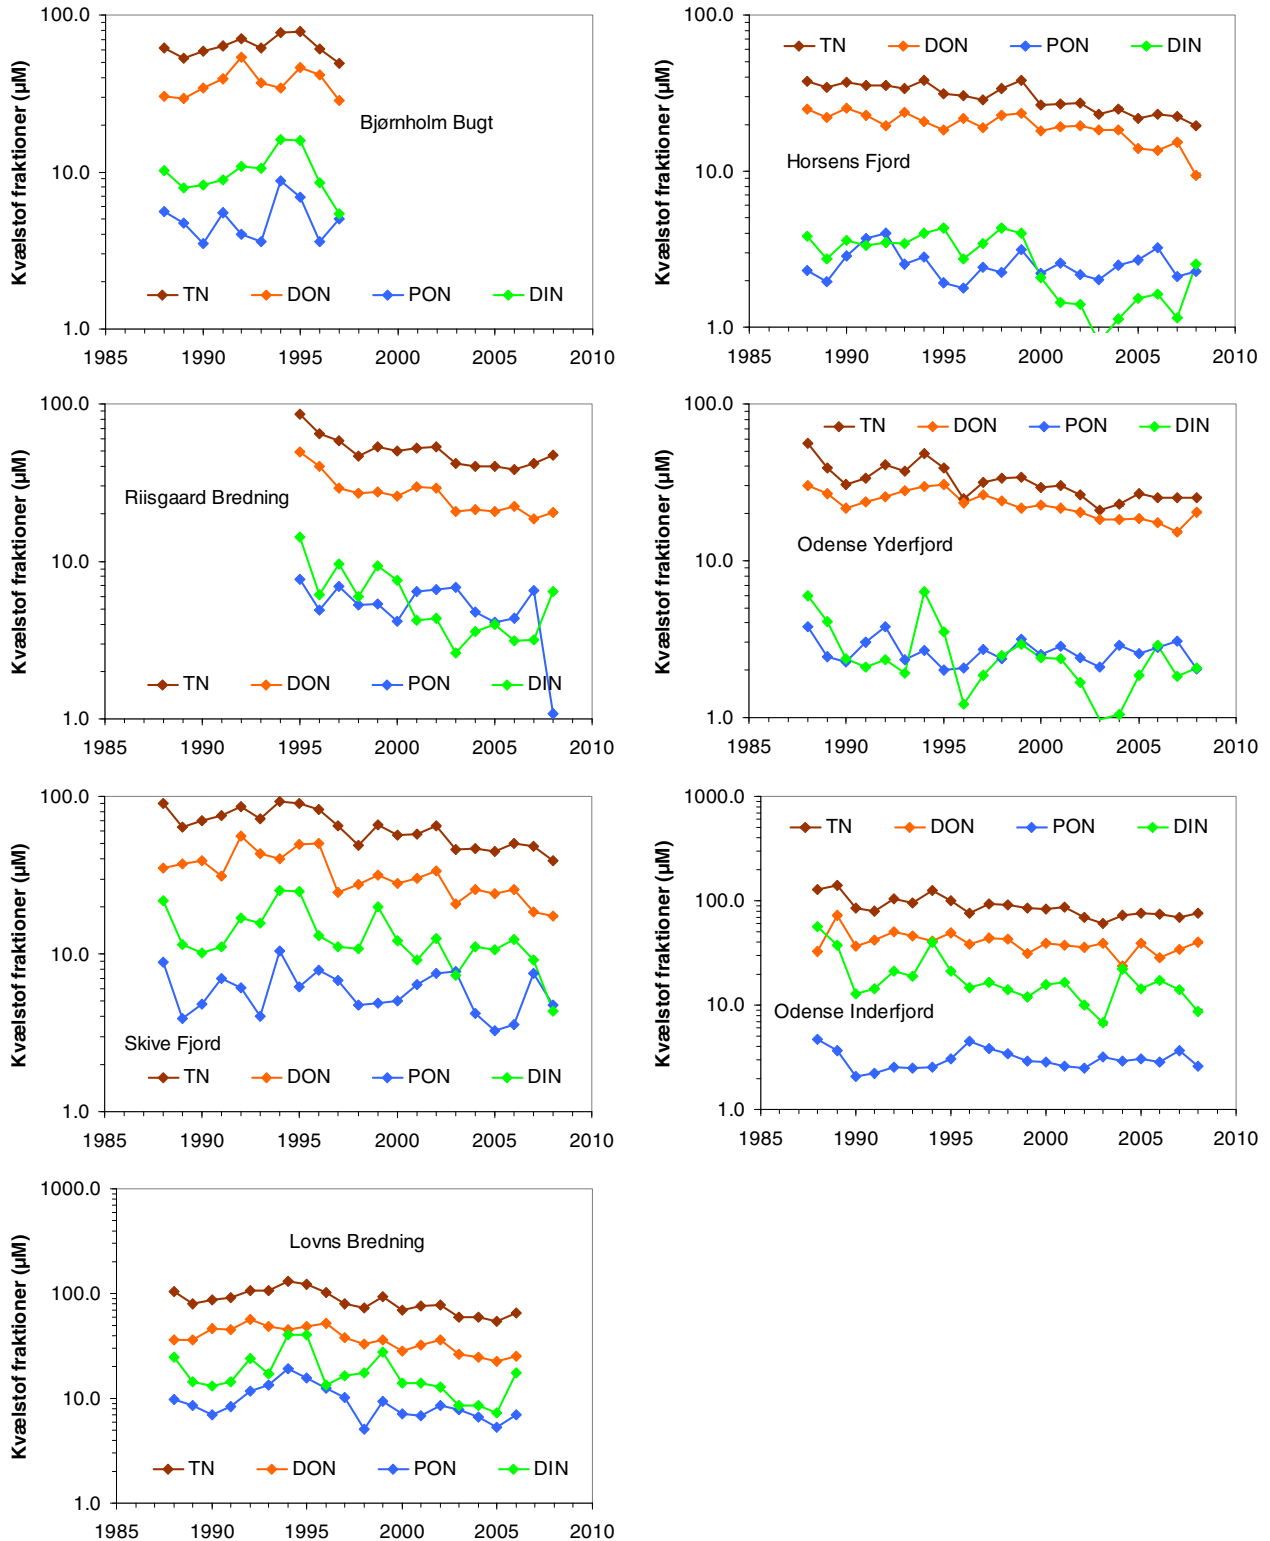 Kvælstof fraktioner (µM)
100.0
10.0
1.0
Bjørnholm Bugt
TN DON PON DIN
1985 1990 1995 2000 2005 2010
Kvælstof fraktioner (µM)
100.0
10.0
1.0
TN DON PON DIN
Horsens Fjord
1985 1990 1995 2000 2005 2010
Kvælstof fraktioner (µM)
100.0
10.0
1.0
Riisgaard Bredning
TN DON PON DIN
1985 1990 1995 2000 2005 2010
Kvælstof fraktioner (µM)
100.0
10.0
1.0
TN DON PON DIN
Odense Yderfjord
1985 1990 1995 2000 2005 2010
Kvælstof fraktioner (µM)
100.0
10.0
1.0
Skive Fjord
TN DON PON DIN
1985 1990 1995 2000 2005 2010
Kvælstof fraktioner (µM)
1000.0
100.0
10.0
1.0
TN DON PON DIN
Odense Inderfjord
1985 1990 1995 2000 2005 2010
Kvælstof fraktioner (µM)
1000.0
100.0
10.0
1.0
Lovns Bredning
TN DON PON DIN
1985 1990 1995 2000 2005 2010